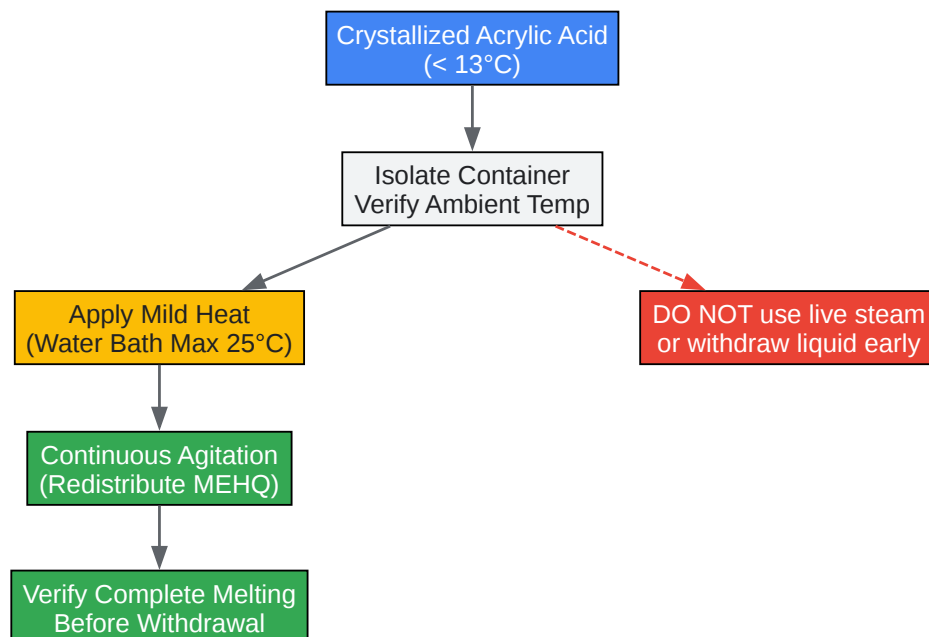 Crystallized Acrylic Acid
(< 13°C)
Isolate Container
Verify Ambient Temp
Apply Mild Heat
(Water Bath Max 25°C)
DO NOT use live steam
or withdraw liquid early
Continuous Agitation
(Redistribute MEHQ)
Verify Complete Melting
Before Withdrawal